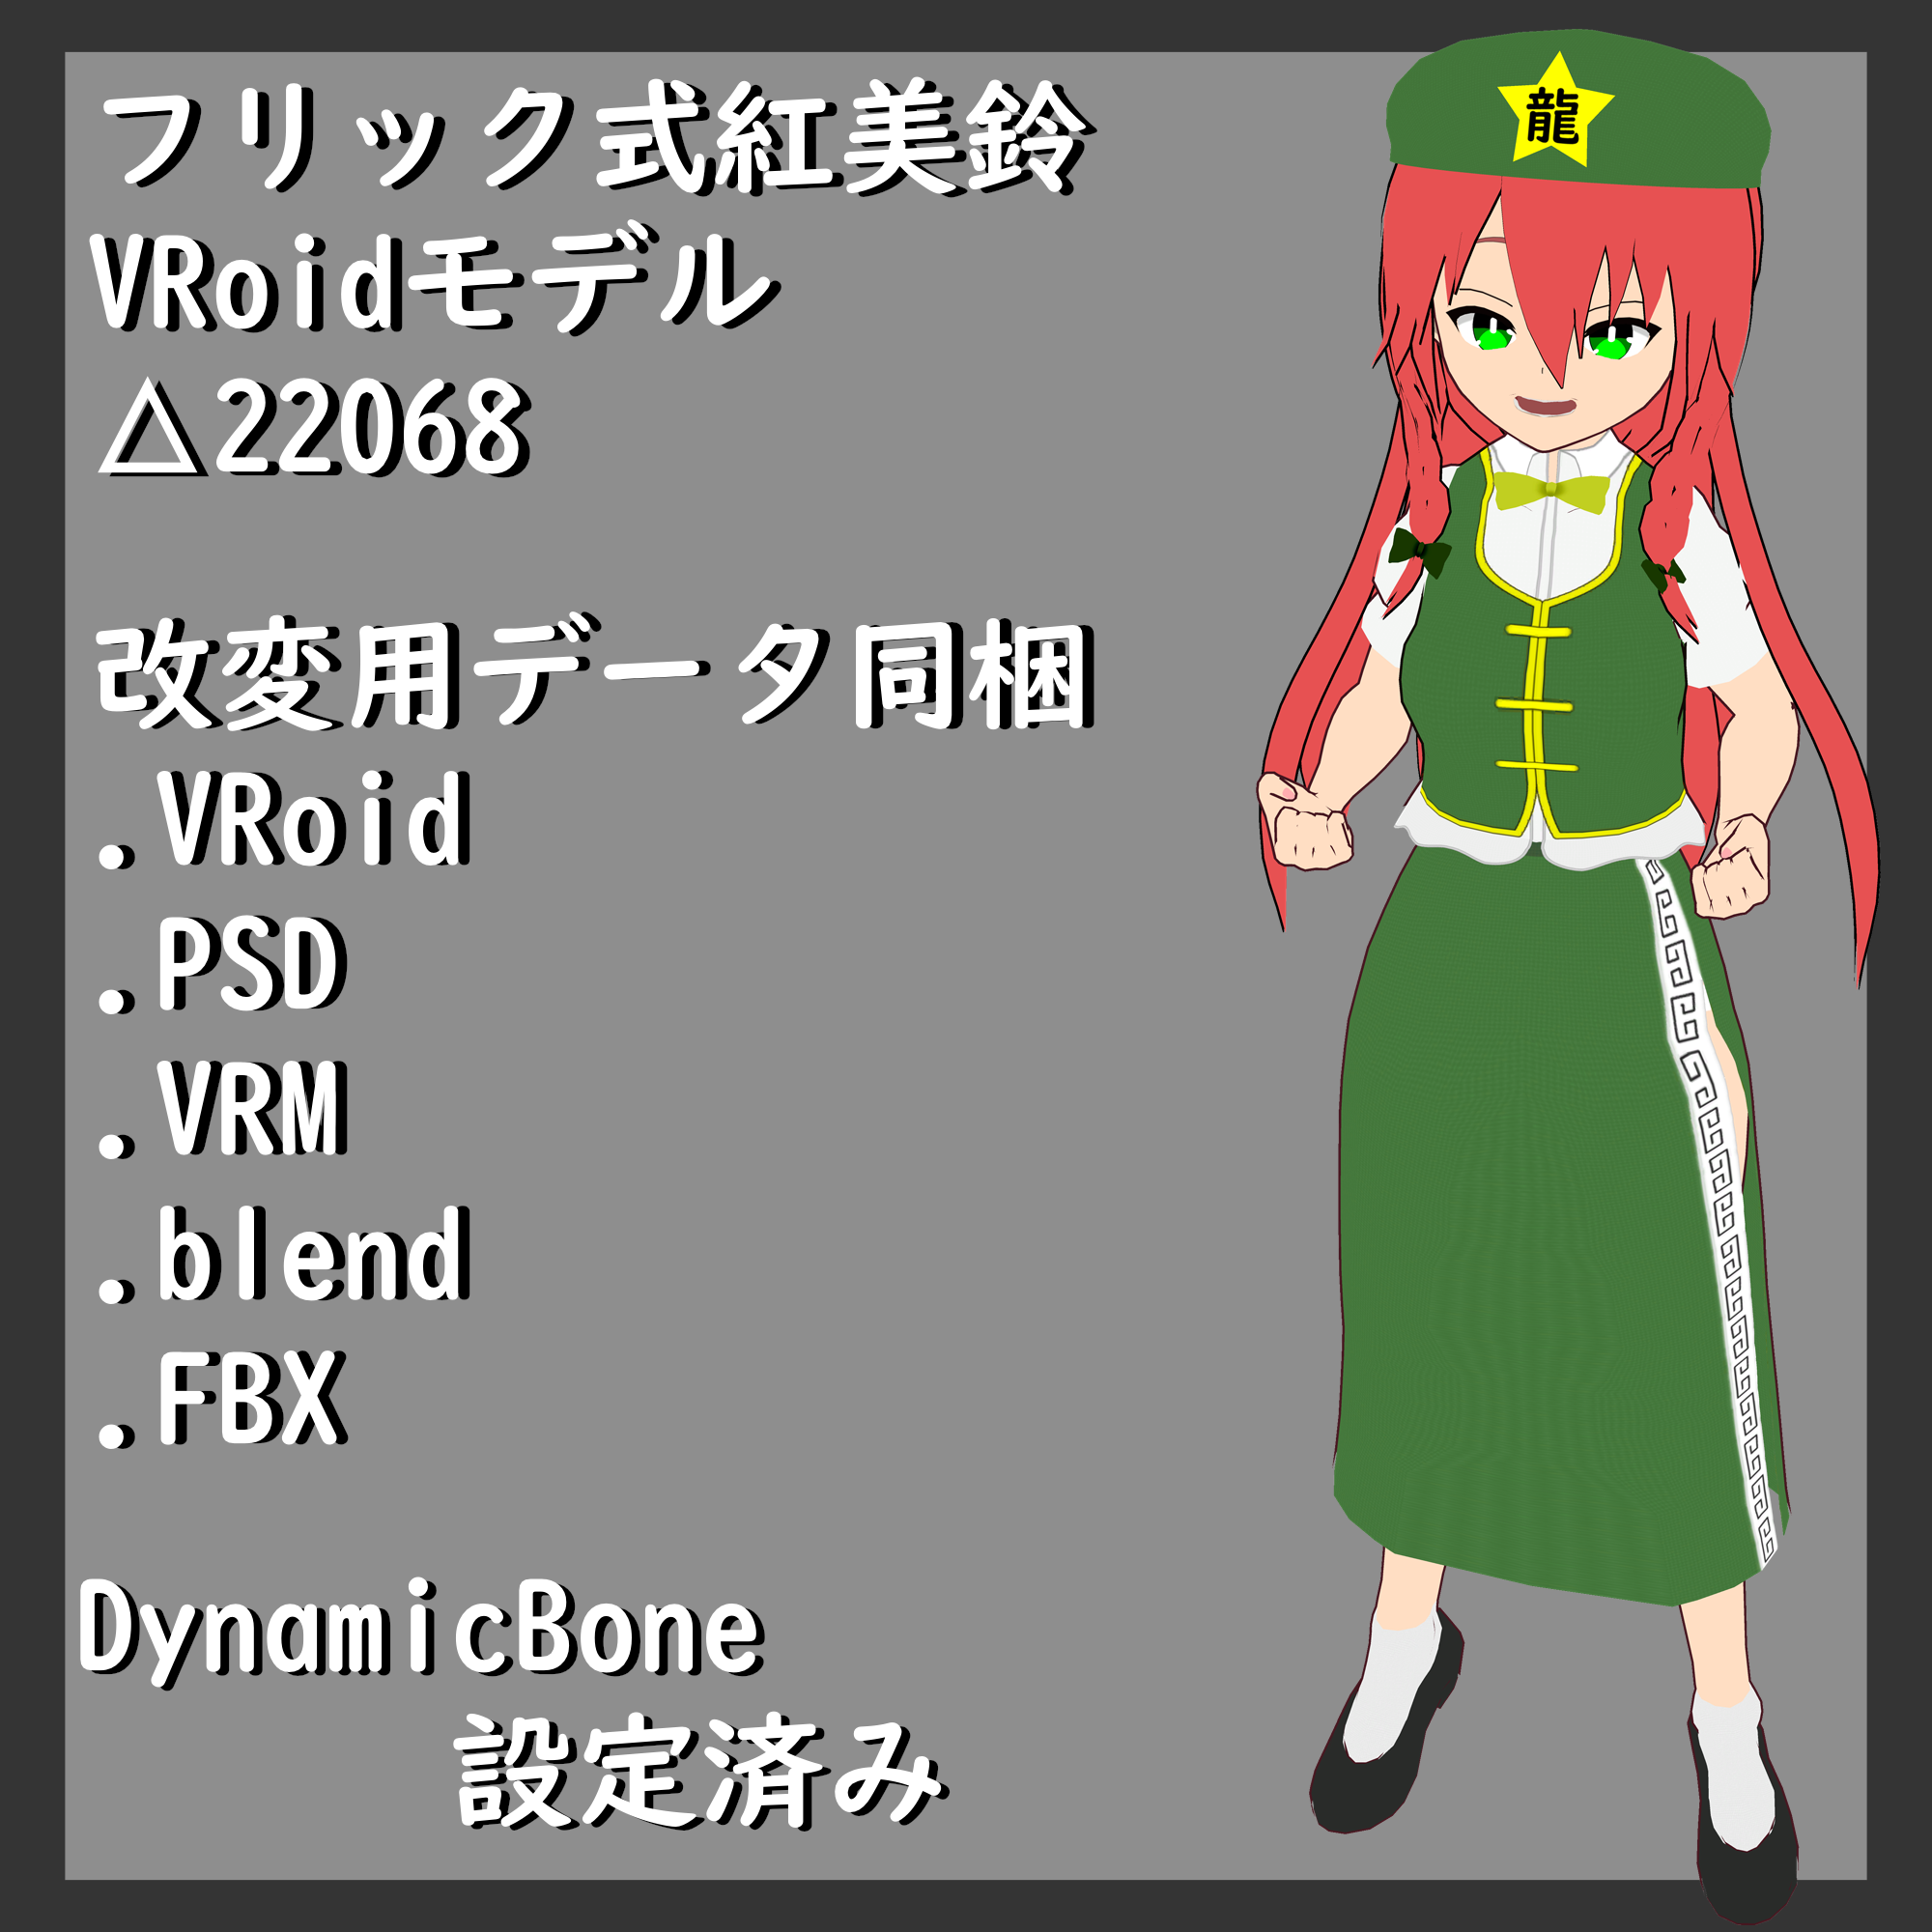 フリック式紅美鈴
VRoidモデル
△22068
改変用データ同梱
.VRoid
.PSD
.VRM
.blend
.FBX
DynamicBone
設定済み
龍